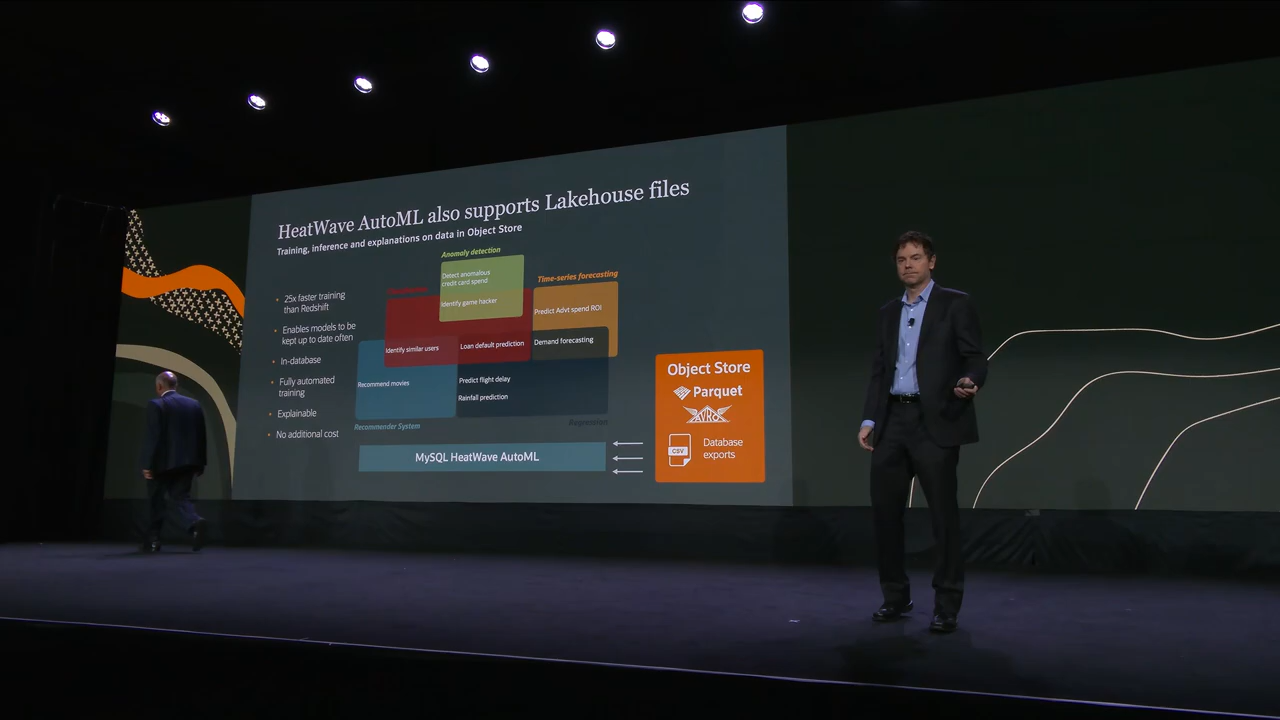 HeatWave AutoML also supports Lakehouse files
Training, inference and explanations on data in Object Store
25x faster training
than Redshift
Enables models to be
kept up to date often
In-database
Fully automated
training
Explainable
No additional cost
Anomaly detection
Detect anomalous
credit card spend
Identify game hacker
Time-series forecasting
Predict Advt spend ROI
Identify similar users
Loan default prediction
Demand forecasting
Recommend movies
Predict flight delay
Rainfall prediction
Recommender System
Regression
MySQL HeatWave AutoML
Object Store
Parquet
AVRO
CSV
Database
exports